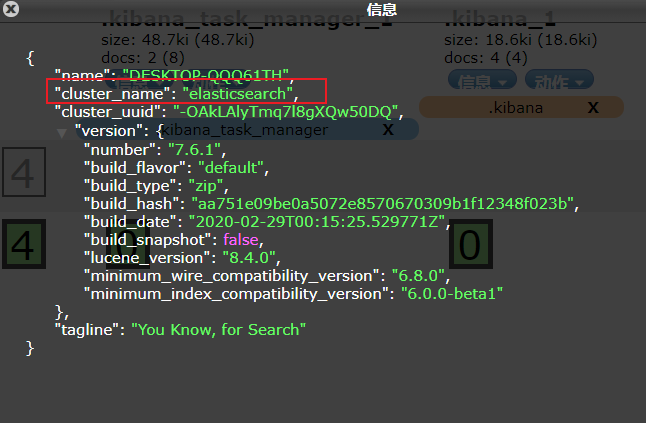 信息
.kibana_task_manager_1
.kibana_1
size: 48.7ki (48.7ki)
size: 18.6ki (18.6ki)
docs: 2 (8)
docs: 4 (4)
信息
动作
.kibana
X
kibana_task_manager
X
{
"name": "DESKTOP-QQQ61TH",
"cluster_name": "elasticsearch",
"cluster_uuid": "-OAkLAlyTmq7l8gXQw50DQ",
"version": {
"number": "7.6.1",
"build_flavor": "default",
"build_type": "zip",
"build_hash": "aa751e09be0a5072e8570670309b1f12348f023b",
"build_date": "2020-02-29T00:15:25.529771Z",
"build_snapshot": false,
"lucene_version": "8.4.0",
"minimum_wire_compatibility_version": "6.8.0",
"minimum_index_compatibility_version": "6.0.0-beta1"
},
"tagline": "You Know, for Search"
}
4
4
0
0